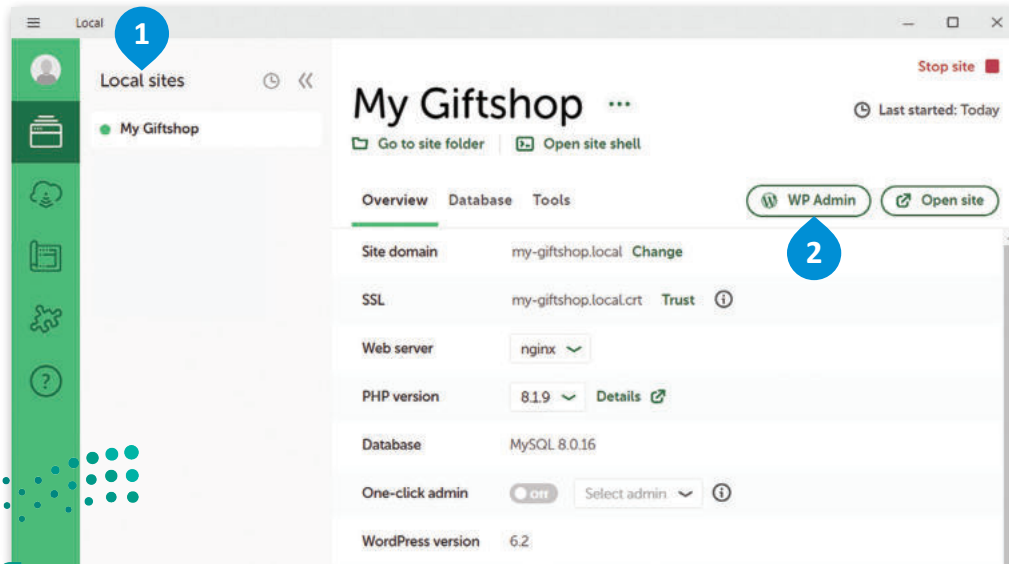 Local
1
Local sites
My Giftshop
Stop site
My Giftshop ...
Last started: Today
Go to site folder Open site shell
Overview Database Tools
WP Admin Open site
2
Site domain my-giftshop.local Change
SSL my-giftshop.local.crt Trust
Web server nginx
PHP version 8.1.9 Details
Database MySQL 8.0.16
One-click admin Off Select admin
WordPress version 6.2